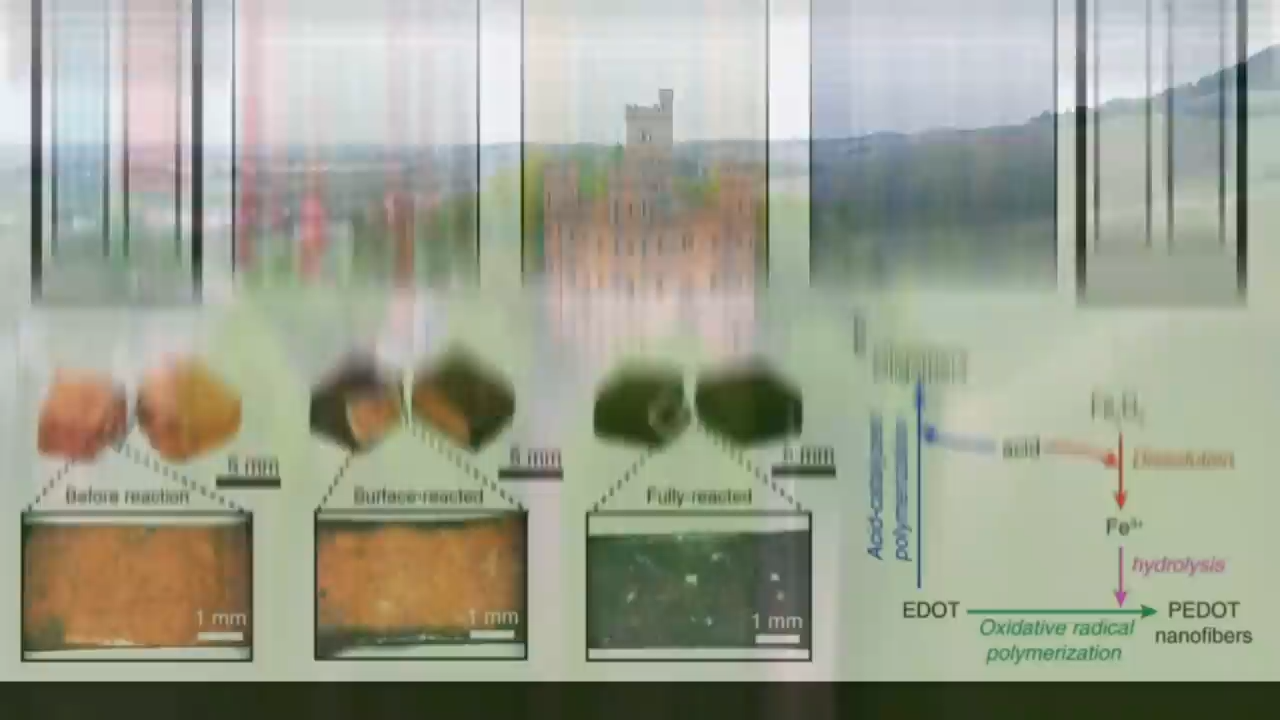 5 mm
5 mm
5 mm
Before reaction
Surface-reacted
Fully-reacted
1 mm
1 mm
1 mm
Acid-catalyzed
polymerization
acid
Dissolution
Fe³⁺
hydrolysis
EDOT
PEDOT
nanofibers
Oxidative radical
polymerization